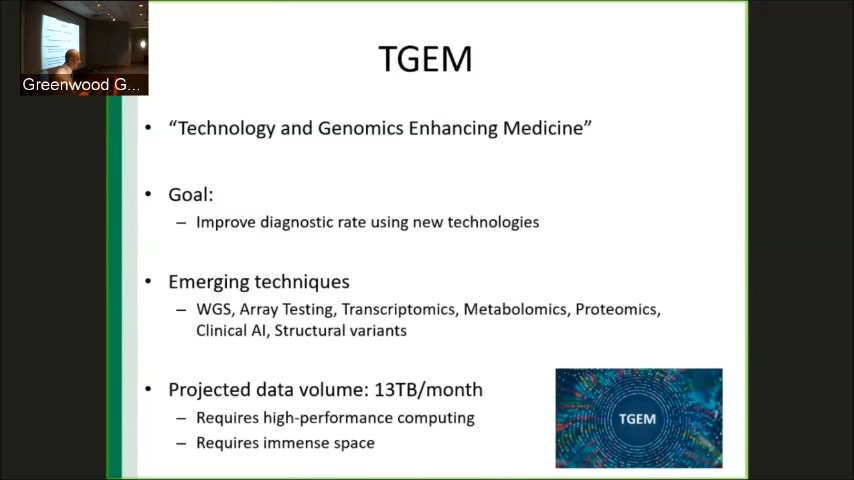 Greenwood G...
TGEM
• “Technology and Genomics Enhancing Medicine”
• Goal:
– Improve diagnostic rate using new technologies
• Emerging techniques
– WGS, Array Testing, Transcriptomics, Metabolomics, Proteomics,
Clinical AI, Structural variants
• Projected data volume: 13TB/month
– Requires high-performance computing
– Requires immense space
TGEM